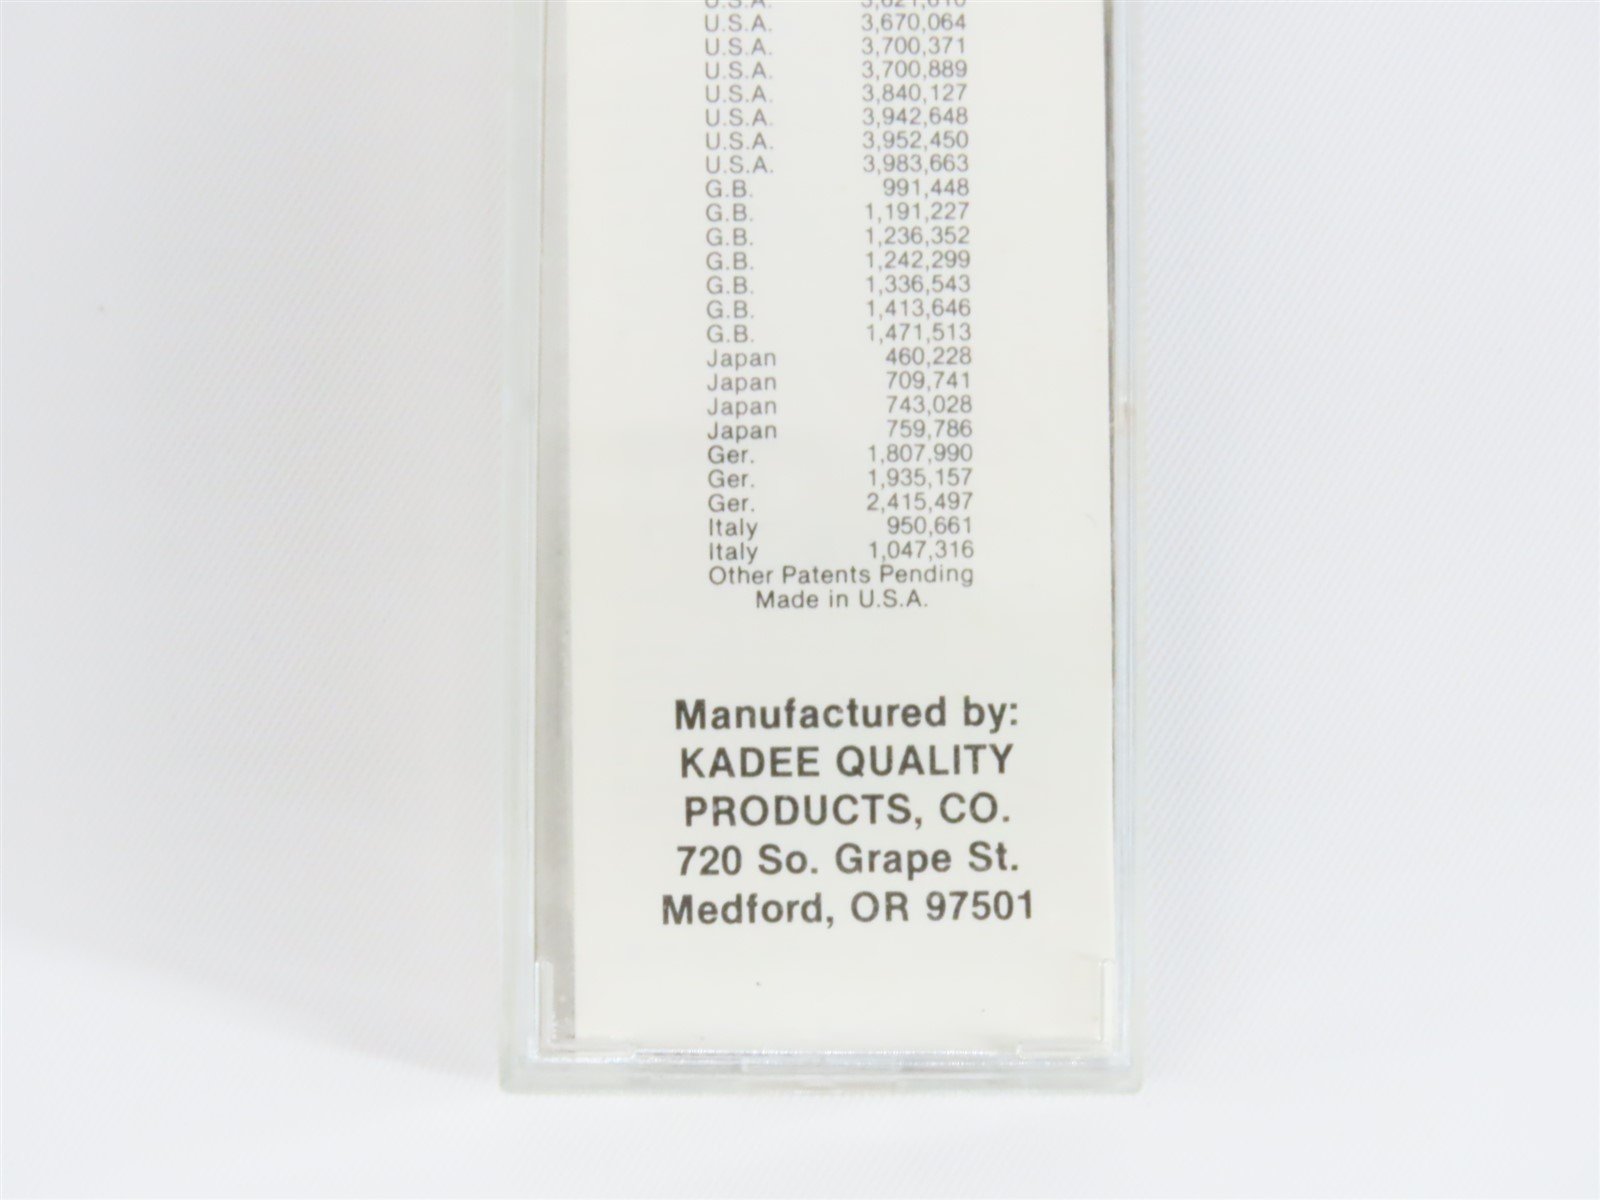 U.S.A. 3,621,610
U.S.A. 3,670,064
U.S.A. 3,700,371
U.S.A. 3,700,889
U.S.A. 3,840,127
U.S.A. 3,942,648
U.S.A. 3,952,450
U.S.A. 3,983,663
G.B. 991,448
G.B. 1,191,227
G.B. 1,236,352
G.B. 1,242,299
G.B. 1,336,543
G.B. 1,413,646
G.B. 1,471,513
Japan 460,228
Japan 709,741
Japan 743,028
Japan 759,786
Ger. 1,807,990
Ger. 1,935,157
Ger. 2,415,497
Italy 950,661
Italy 1,047,316
Other Patents Pending
Made in U.S.A.
Manufactured by:
KADEE QUALITY
PRODUCTS, CO.
720 So. Grape St.
Medford, OR 97501